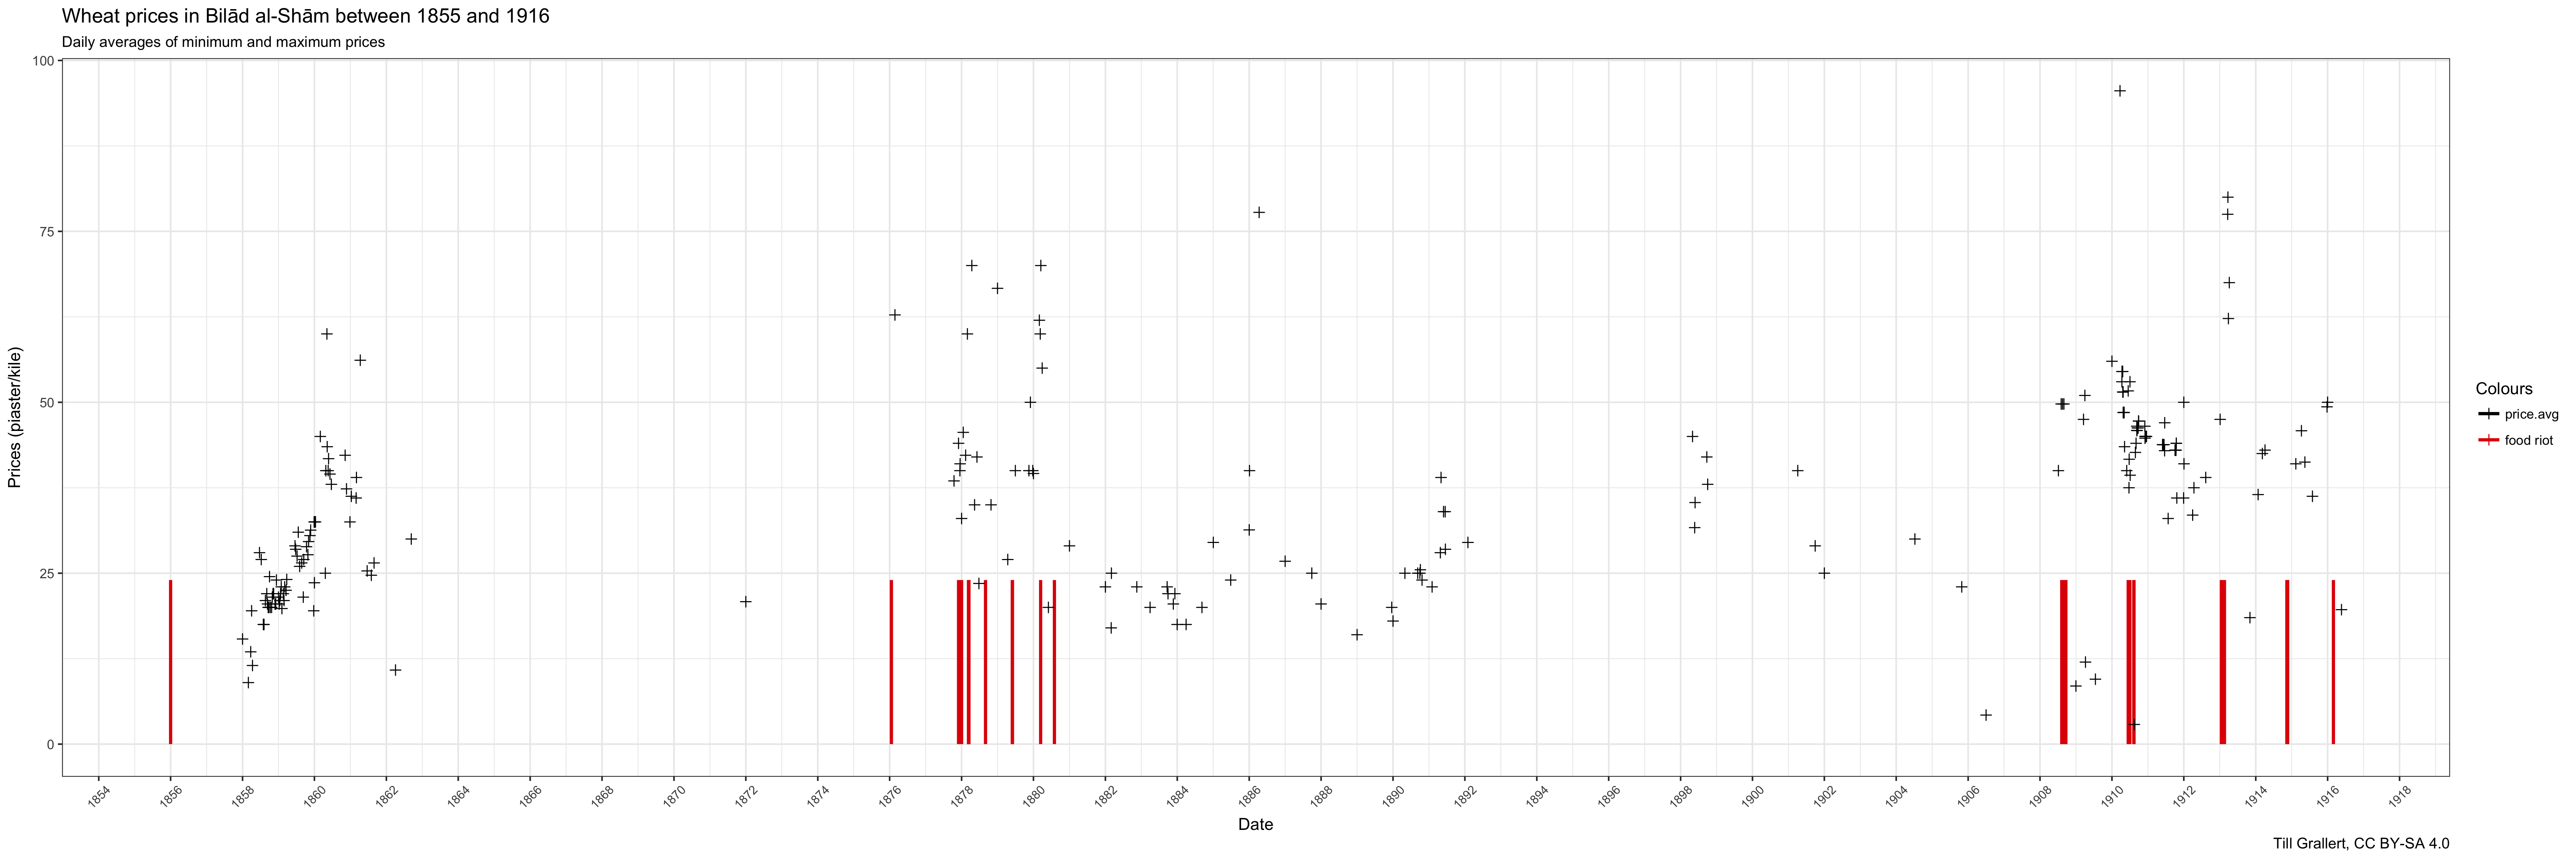 Wheat prices in Bilād al-Shām between 1855 and 1916
Daily averages of minimum and maximum prices
100
75
50
25
0
Prices (piaster/kile)
1854 1856 1858 1860 1862 1864 1866 1868 1870 1872 1874 1876 1878 1880 1882 1884 1886 1888 1890 1892 1894 1896 1898 1900 1902 1904 1906 1908 1910 1912 1914 1916 1918
Date
Colours
price.avg
food riot
Till Grallert, CC BY-SA 4.0